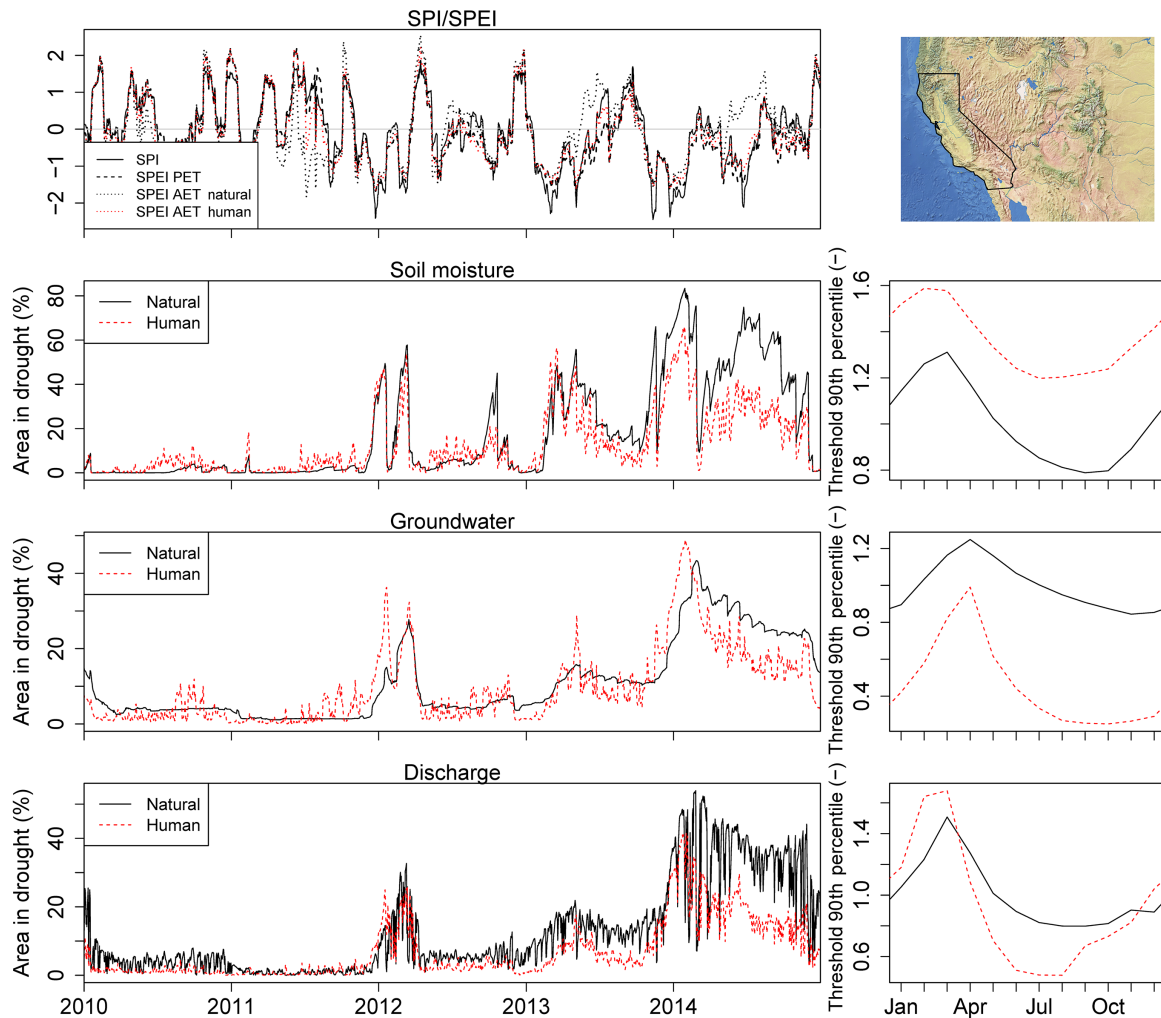 SPI/SPEI
2
1
0
−1
−2
SPI
SPEI PET
SPEI AET natural
SPEI AET human
Soil moisture
Area in drought (%)
80
60
40
20
0
Natural
Human
Threshold 90th percentile (−)
1.6
1.2
0.8
Groundwater
Area in drought (%)
40
20
0
Natural
Human
Threshold 90th percentile (−)
1.2
0.8
0.4
Discharge
Area in drought (%)
40
20
0
Natural
Human
2010 2011 2012 2013 2014
Threshold 90th percentile (−)
1.4
1.0
0.6
Jan Apr Jul Oct